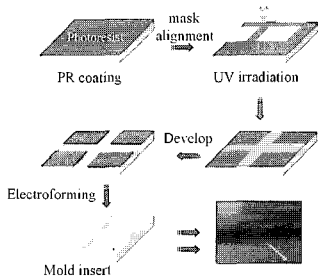 Photoresist
mask
alignment
PR coating
UV irradiation
Develop
Electroforming
Mold insert